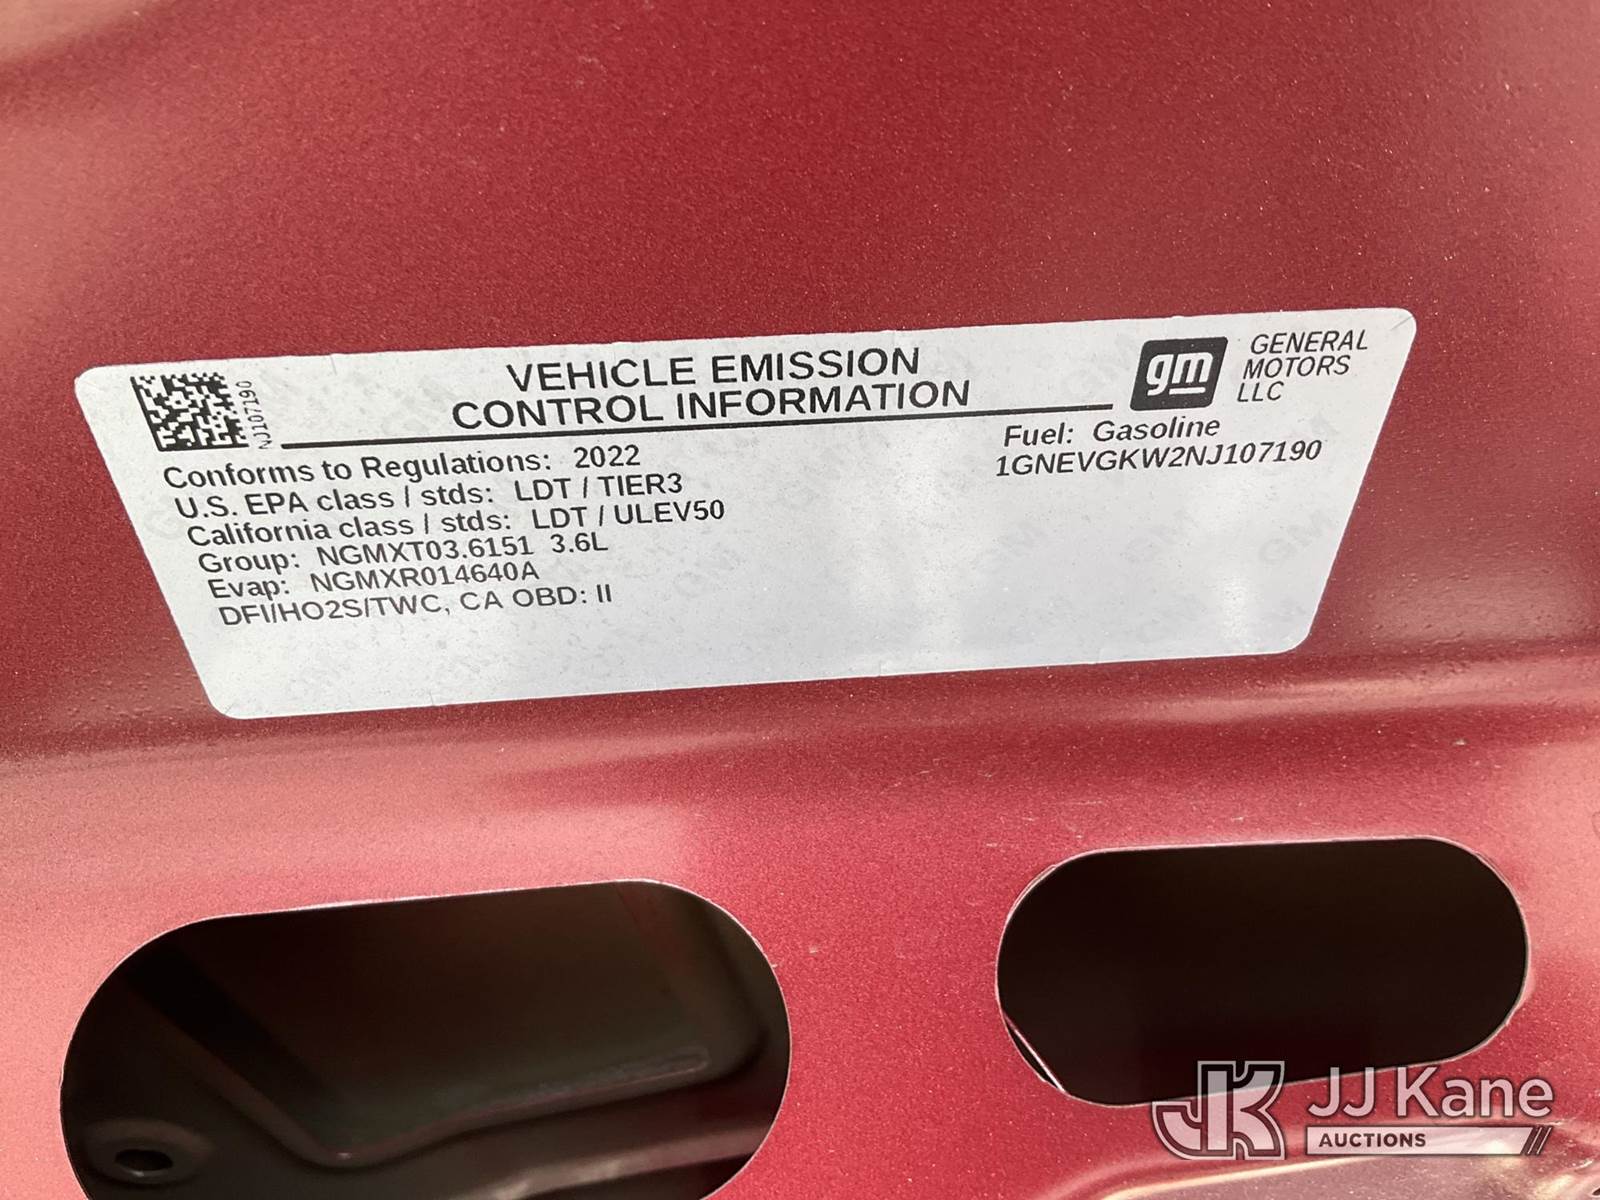 NJ107190
VEHICLE EMISSION
CONTROL INFORMATION
gm
GENERAL
MOTORS
LLC
Conforms to Regulations: 2022
U.S. EPA class / stds: LDT / TIER3
California class / stds: LDT / ULEV50
Group: NGMXT03.6151 3.6L
Evap: NGMXR014640A
DFI/HO2S/TWC, CA OBD: II
Fuel: Gasoline
1GNEVGKW2NJ107190
JK JJ Kane
AUCTIONS